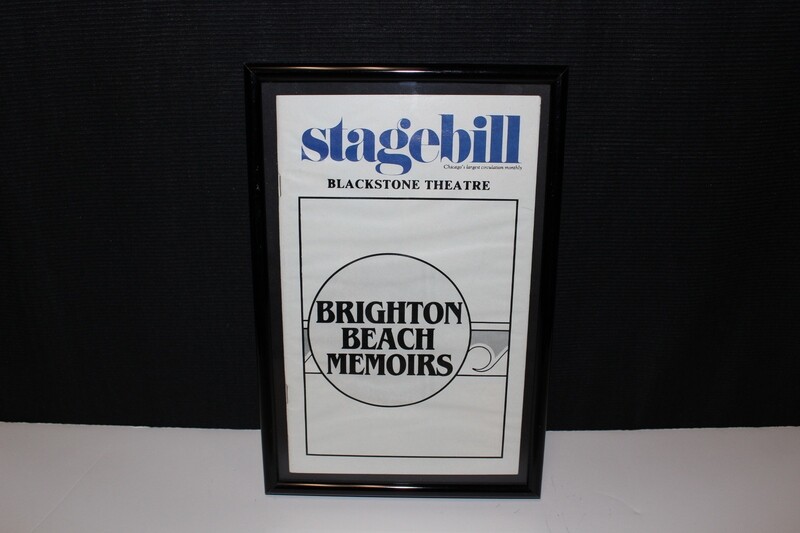 stagebill
Chicago's largest circulation monthly
BLACKSTONE THEATRE
BRIGHTON
BEACH
MEMOIRS